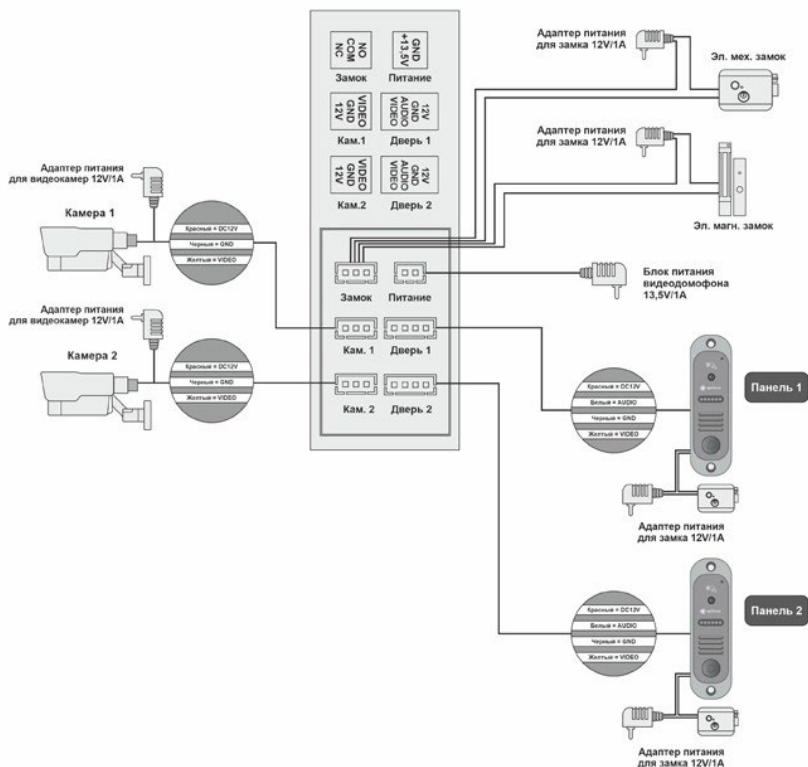 NO
COM
NC
GND
+13,5V
Замок
Питание
VIDEO
GND
12V
12V
GND
AUDIO
VIDEO
Кам.1
Дверь 1
VIDEO
GND
12V
12V
GND
AUDIO
VIDEO
Кам.2
Дверь 2
Адаптер питания
для замка 12V/1A
Эл. мех. замок
Адаптер питания
для замка 12V/1A
Эл. магн. замок
Адаптер питания
для видеокамер 12V/1A
Камера 1
Красный = DC12V
Черный = GND
Желтый = VIDEO
Замок
Питание
Блок питания
видеодомофона
13,5V/1A
Адаптер питания
для видеокамер 12V/1A
Камера 2
Красный = DC12V
Черный = GND
Желтый = VIDEO
Кам. 1
Дверь 1
Кам. 2
Дверь 2
Красный = DC12V
Белый = AUDIO
Черный = GND
Желтый = VIDEO
Панель 1
Адаптер питания
для замка 12V/1A
Красный = DC12V
Белый = AUDIO
Черный = GND
Желтый = VIDEO
Панель 2
Адаптер питания
для замка 12V/1A